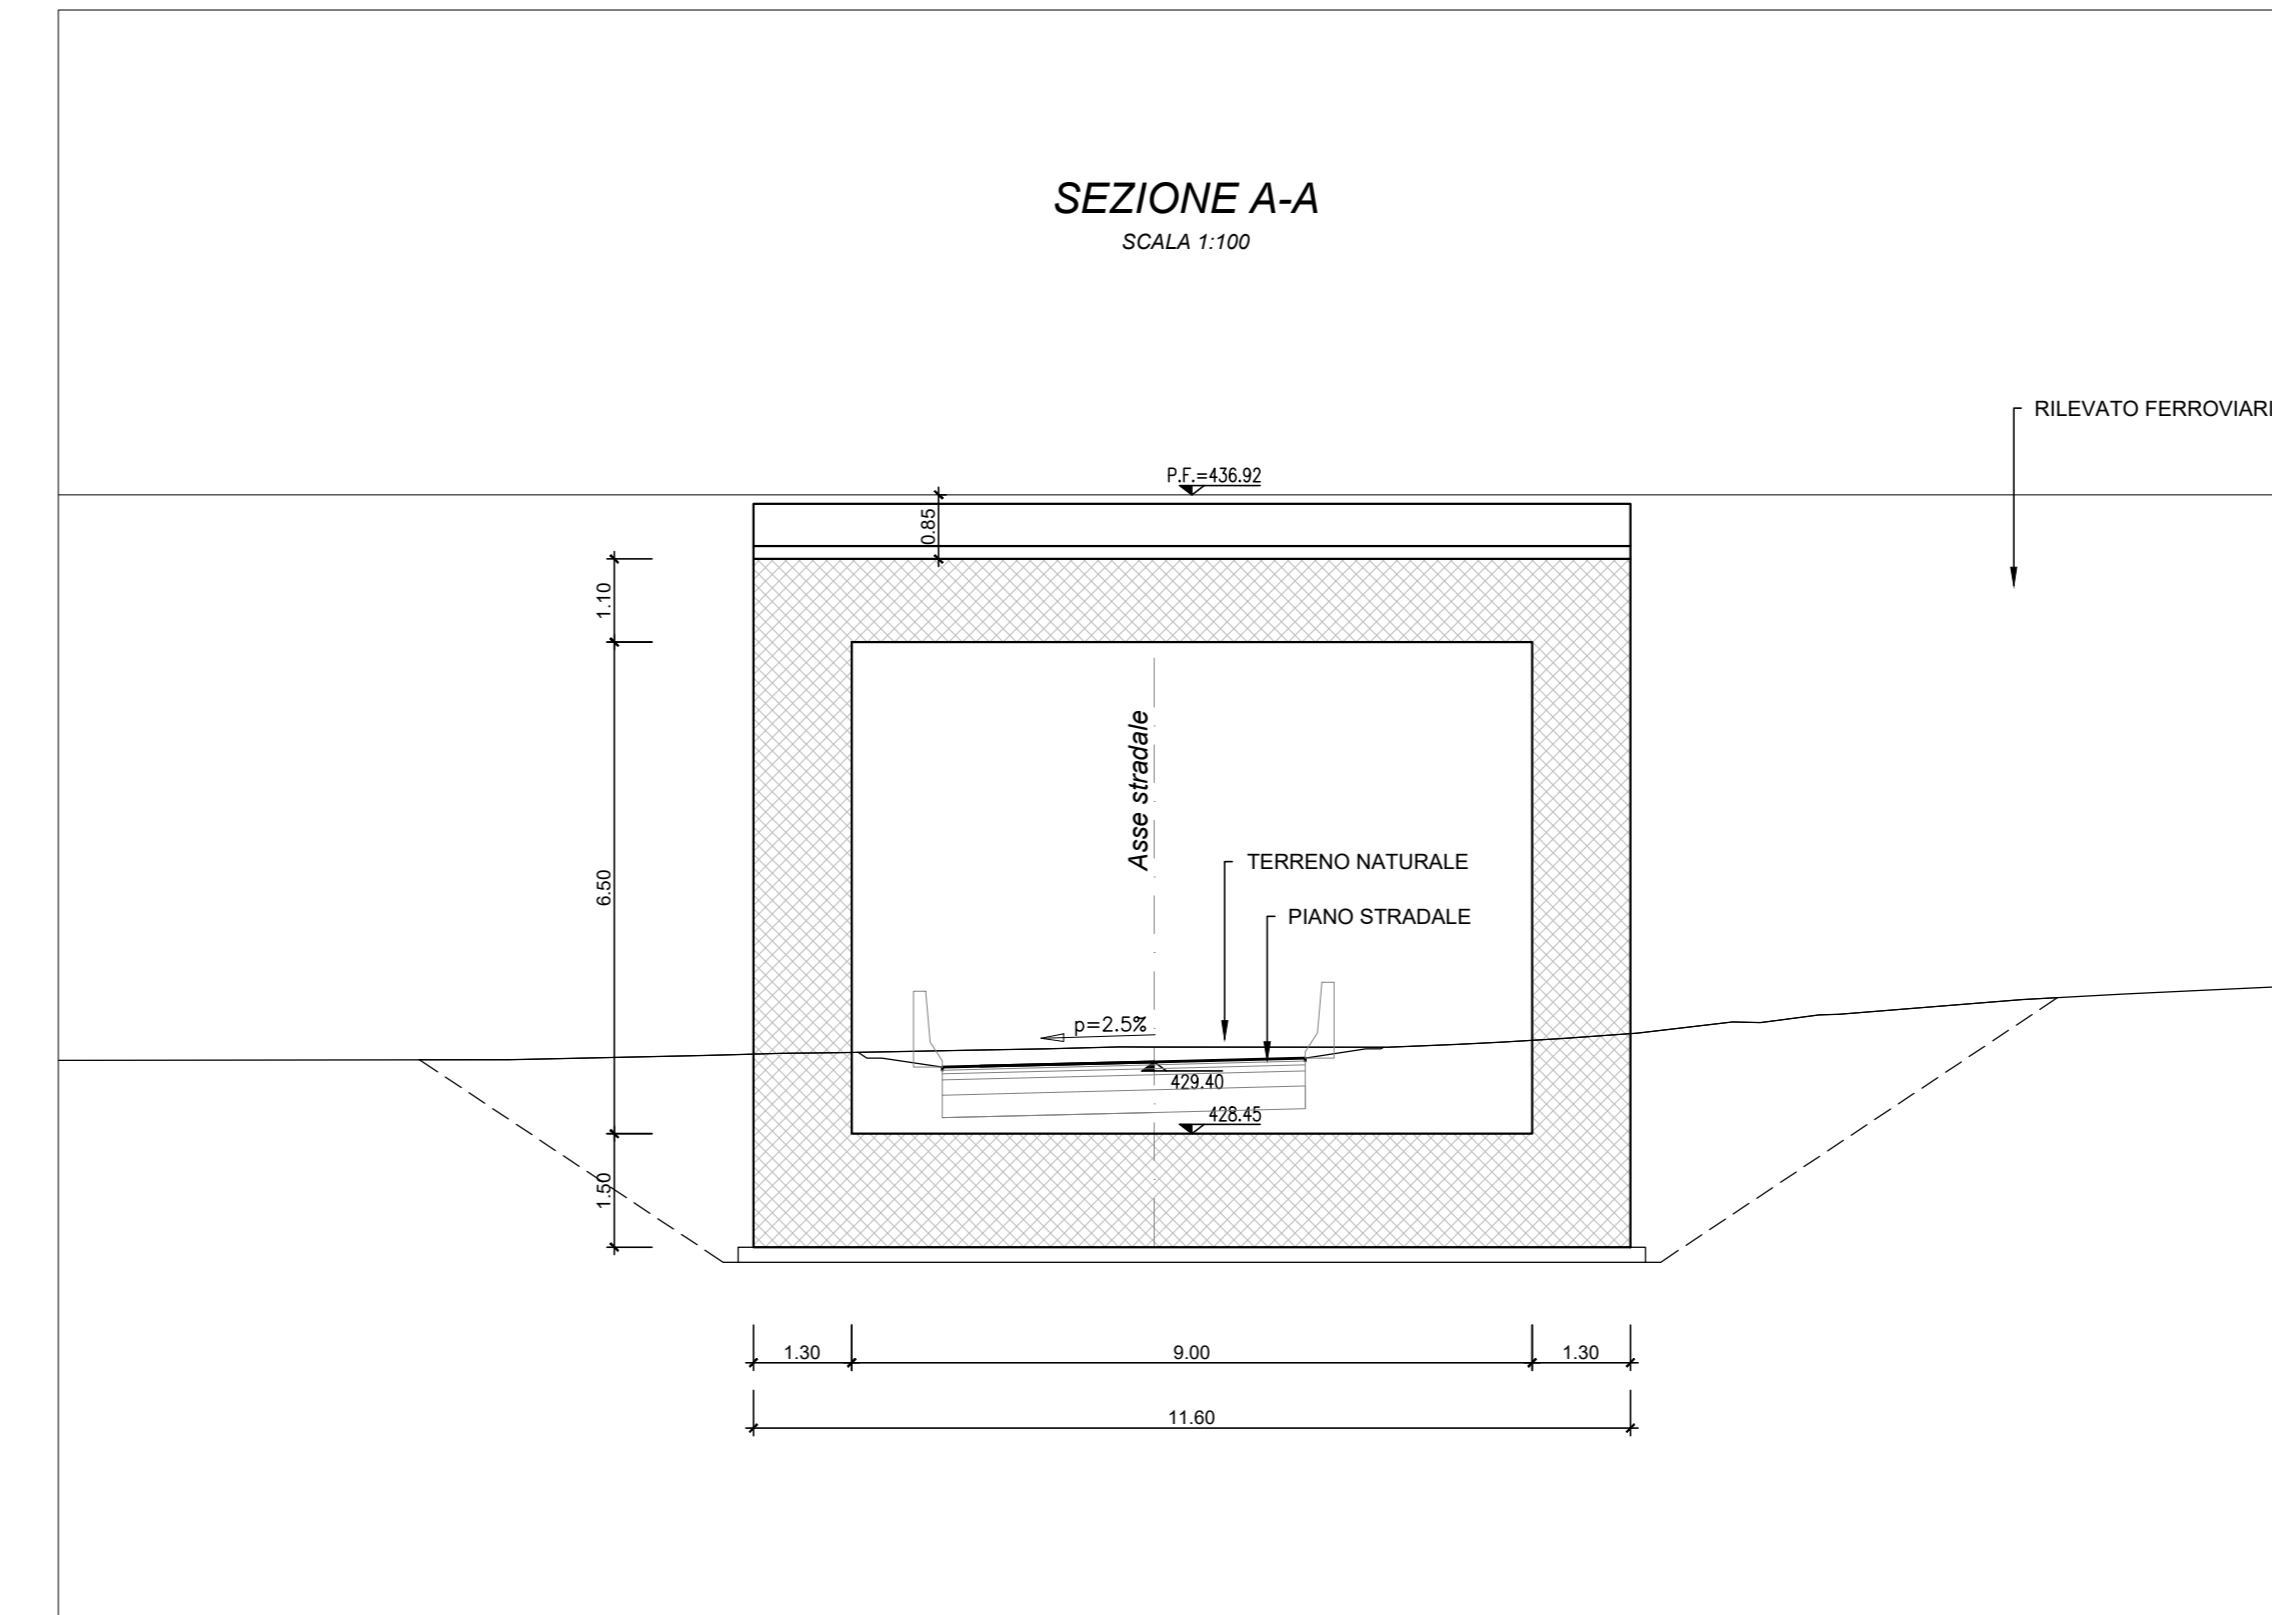 SEZIONE A-A
SCALA 1:100
RILEVATO FERROVIARI
P.F.=436.92
0.85
1.10
Asse stradale
TERRENO NATURALE
6.50
PIANO STRADALE
p=2.5%
429.40
428.45
1.50
1.30
9.00
1.30
11.60